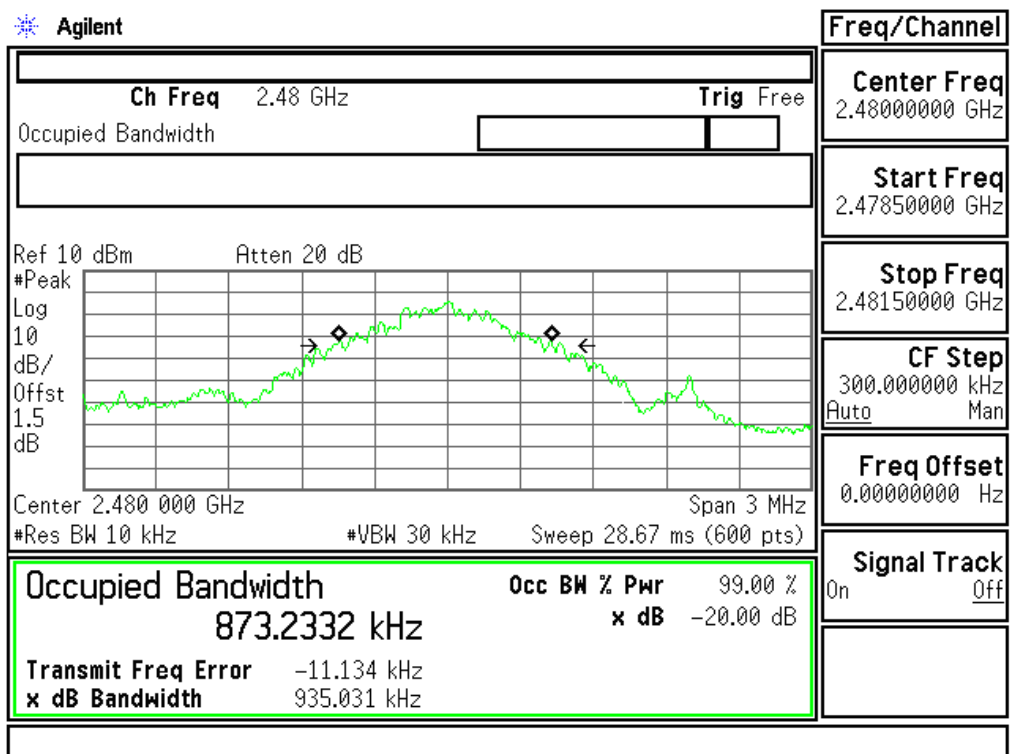 Agilent
Ch Freq 2.48 GHz Trig Free
Occupied Bandwidth
Ref 10 dBm Atten 20 dB
#Peak
Log
10
dB/
Offst
1.5
dB
Center 2.480 000 GHz Span 3 MHz
#Res BW 10 kHz #VBW 30 kHz Sweep 28.67 ms (600 pts)
Occupied Bandwidth
873.2332 kHz
Occ BW % Pwr 99.00 %
x dB -20.00 dB
Transmit Freq Error -11.134 kHz
x dB Bandwidth 935.031 kHz
Freq/Channel
Center Freq
2.48000000 GHz
Start Freq
2.47850000 GHz
Stop Freq
2.48150000 GHz
CF Step
300.000000 kHz
Auto Man
Freq Offset
0.00000000 Hz
Signal Track
On Off